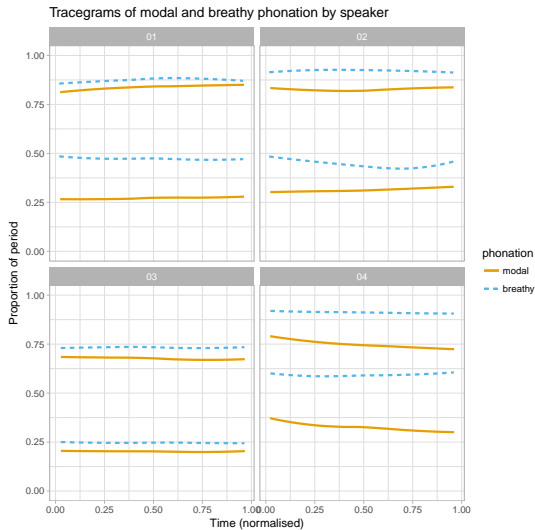 Tracegrams of modal and breathy phonation by speaker
01
02
1.00
0.75
0.50
0.25
0.00
03
04
1.00
0.75
0.50
0.25
0.00
0.00 0.25 0.50 0.75 1.00
0.00 0.25 0.50 0.75 1.00
Time (normalised)
Proportion of period
phonation
modal
breathy